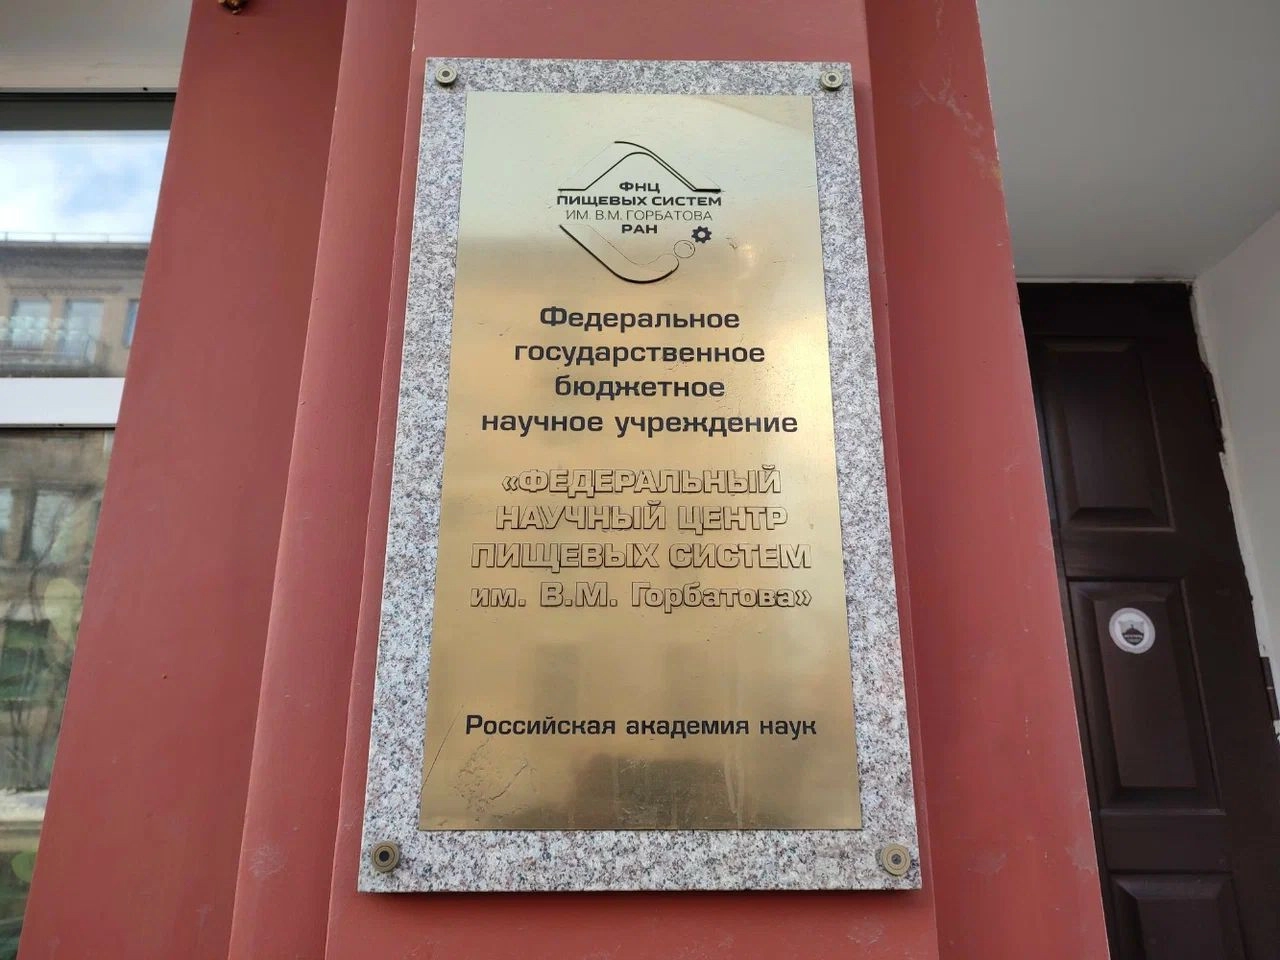 ФНЦ
ПИЩЕВЫХ СИСТЕМ
ИМ. В.М. ГОРБАТОВА
РАН
Федеральное
государственное
бюджетное
научное учреждение
«ФЕДЕРАЛЬНЫЙ
НАУЧНЫЙ ЦЕНТР
ПИЩЕВЫХ СИСТЕМ
им. В.М. Горбатова»
Российская академия наук